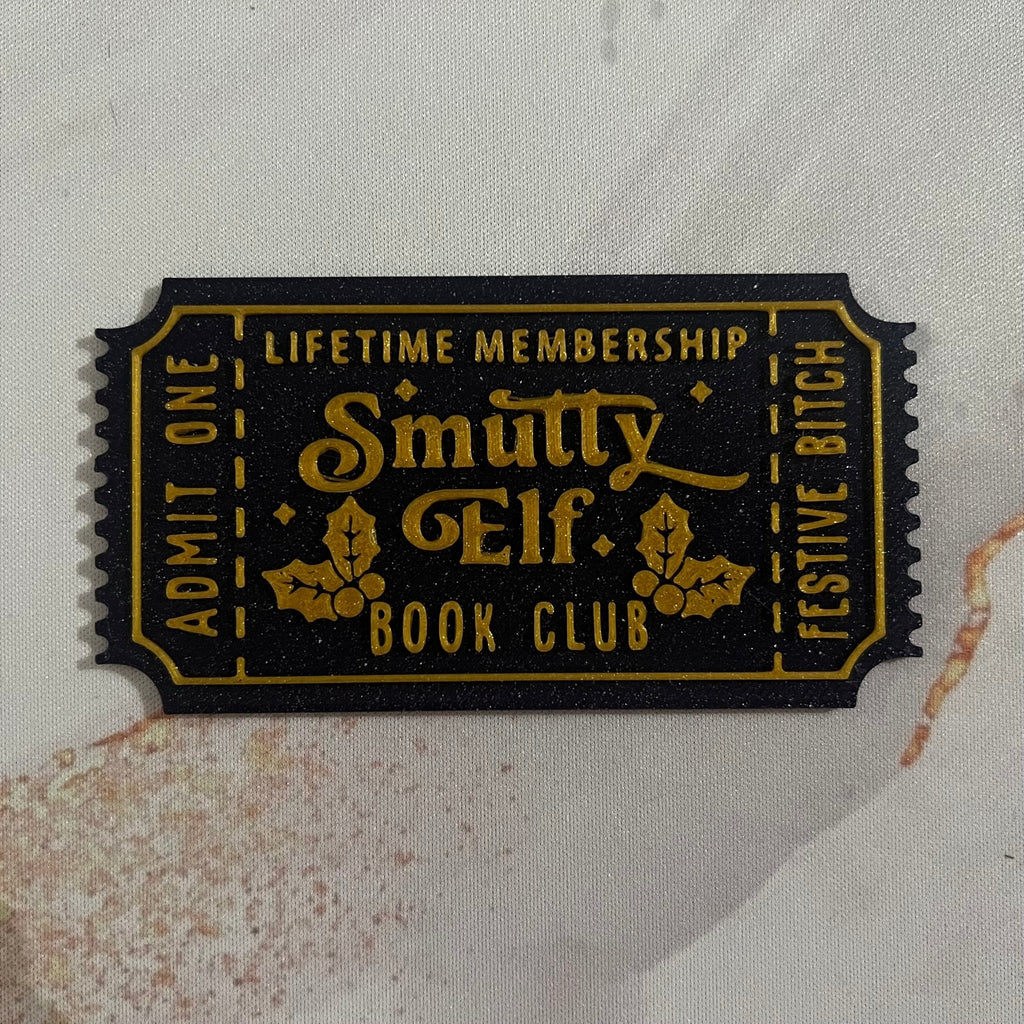 LIFETIME MEMBERSHIP
ADMIT ONE
Smutty
Elf
BOOK CLUB
FESTIVE BITCH